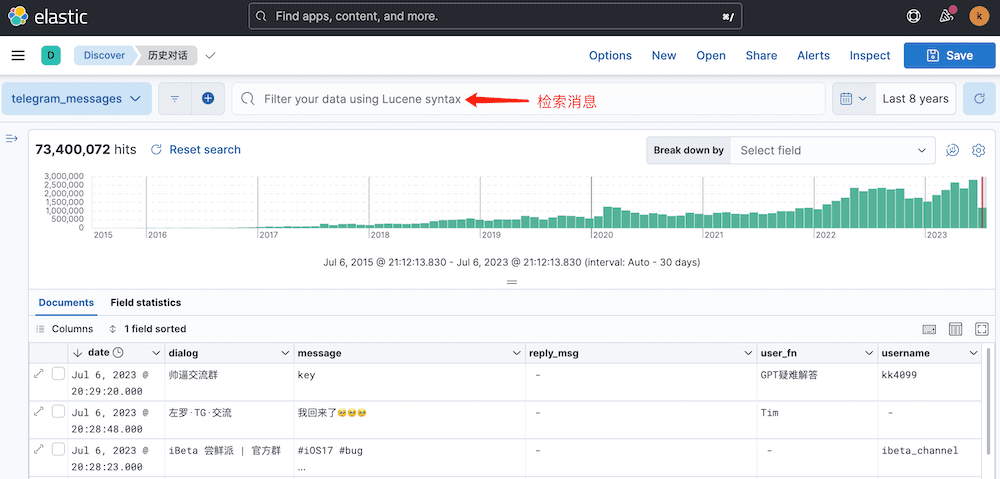 elastic
Find apps, content, and more.
⌘/
k
D
Discover
历史对话
Options
New
Open
Share
Alerts
Inspect
Save
telegram_messages
Filter your data using Lucene syntax
检索消息
Last 8 years
73,400,072 hits
Reset search
Break down by
Select field
3,000,000
2,500,000
2,000,000
1,500,000
1,000,000
500,000
0
2015
2016
2017
2018
2019
2020
2021
2022
2023
Jul 6, 2015 @ 21:12:13.830 - Jul 6, 2023 @ 21:12:13.830 (interval: Auto - 30 days)
Documents
Field statistics
Columns
1 field sorted
date
dialog
message
reply_msg
user_fn
username
Jul 6, 2023 @
20:29:20.000
帅逼交流群
key
-
GPT疑难解答
kk4099
Jul 6, 2023 @
20:28:48.000
左罗·TG·交流
我回来了🥹🥹🥹
-
Tim
-
Jul 6, 2023 @
20:28:23.000
iBeta 尝鲜派 | 官方群
#iOS17 #bug
...
-
-
ibeta_channel